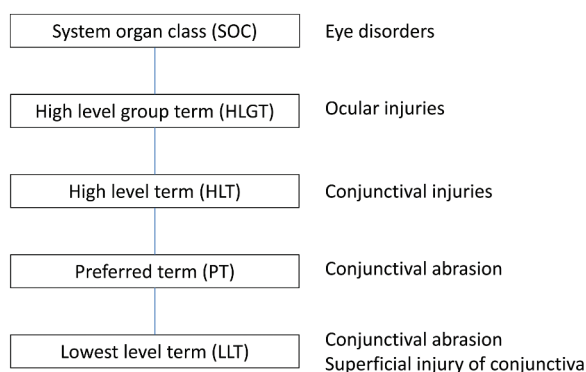 System organ class (SOC) Eye disorders
High level group term (HLGT) Ocular injuries
High level term (HLT) Conjunctival injuries
Preferred term (PT) Conjunctival abrasion
Lowest level term (LLT) Conjunctival abrasion
Superficial injury of conjunctiva